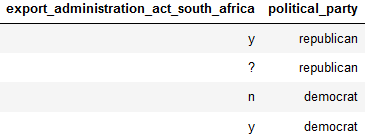 export_administration_act_south_africa political_party
y republican
? republican
n democrat
y democrat